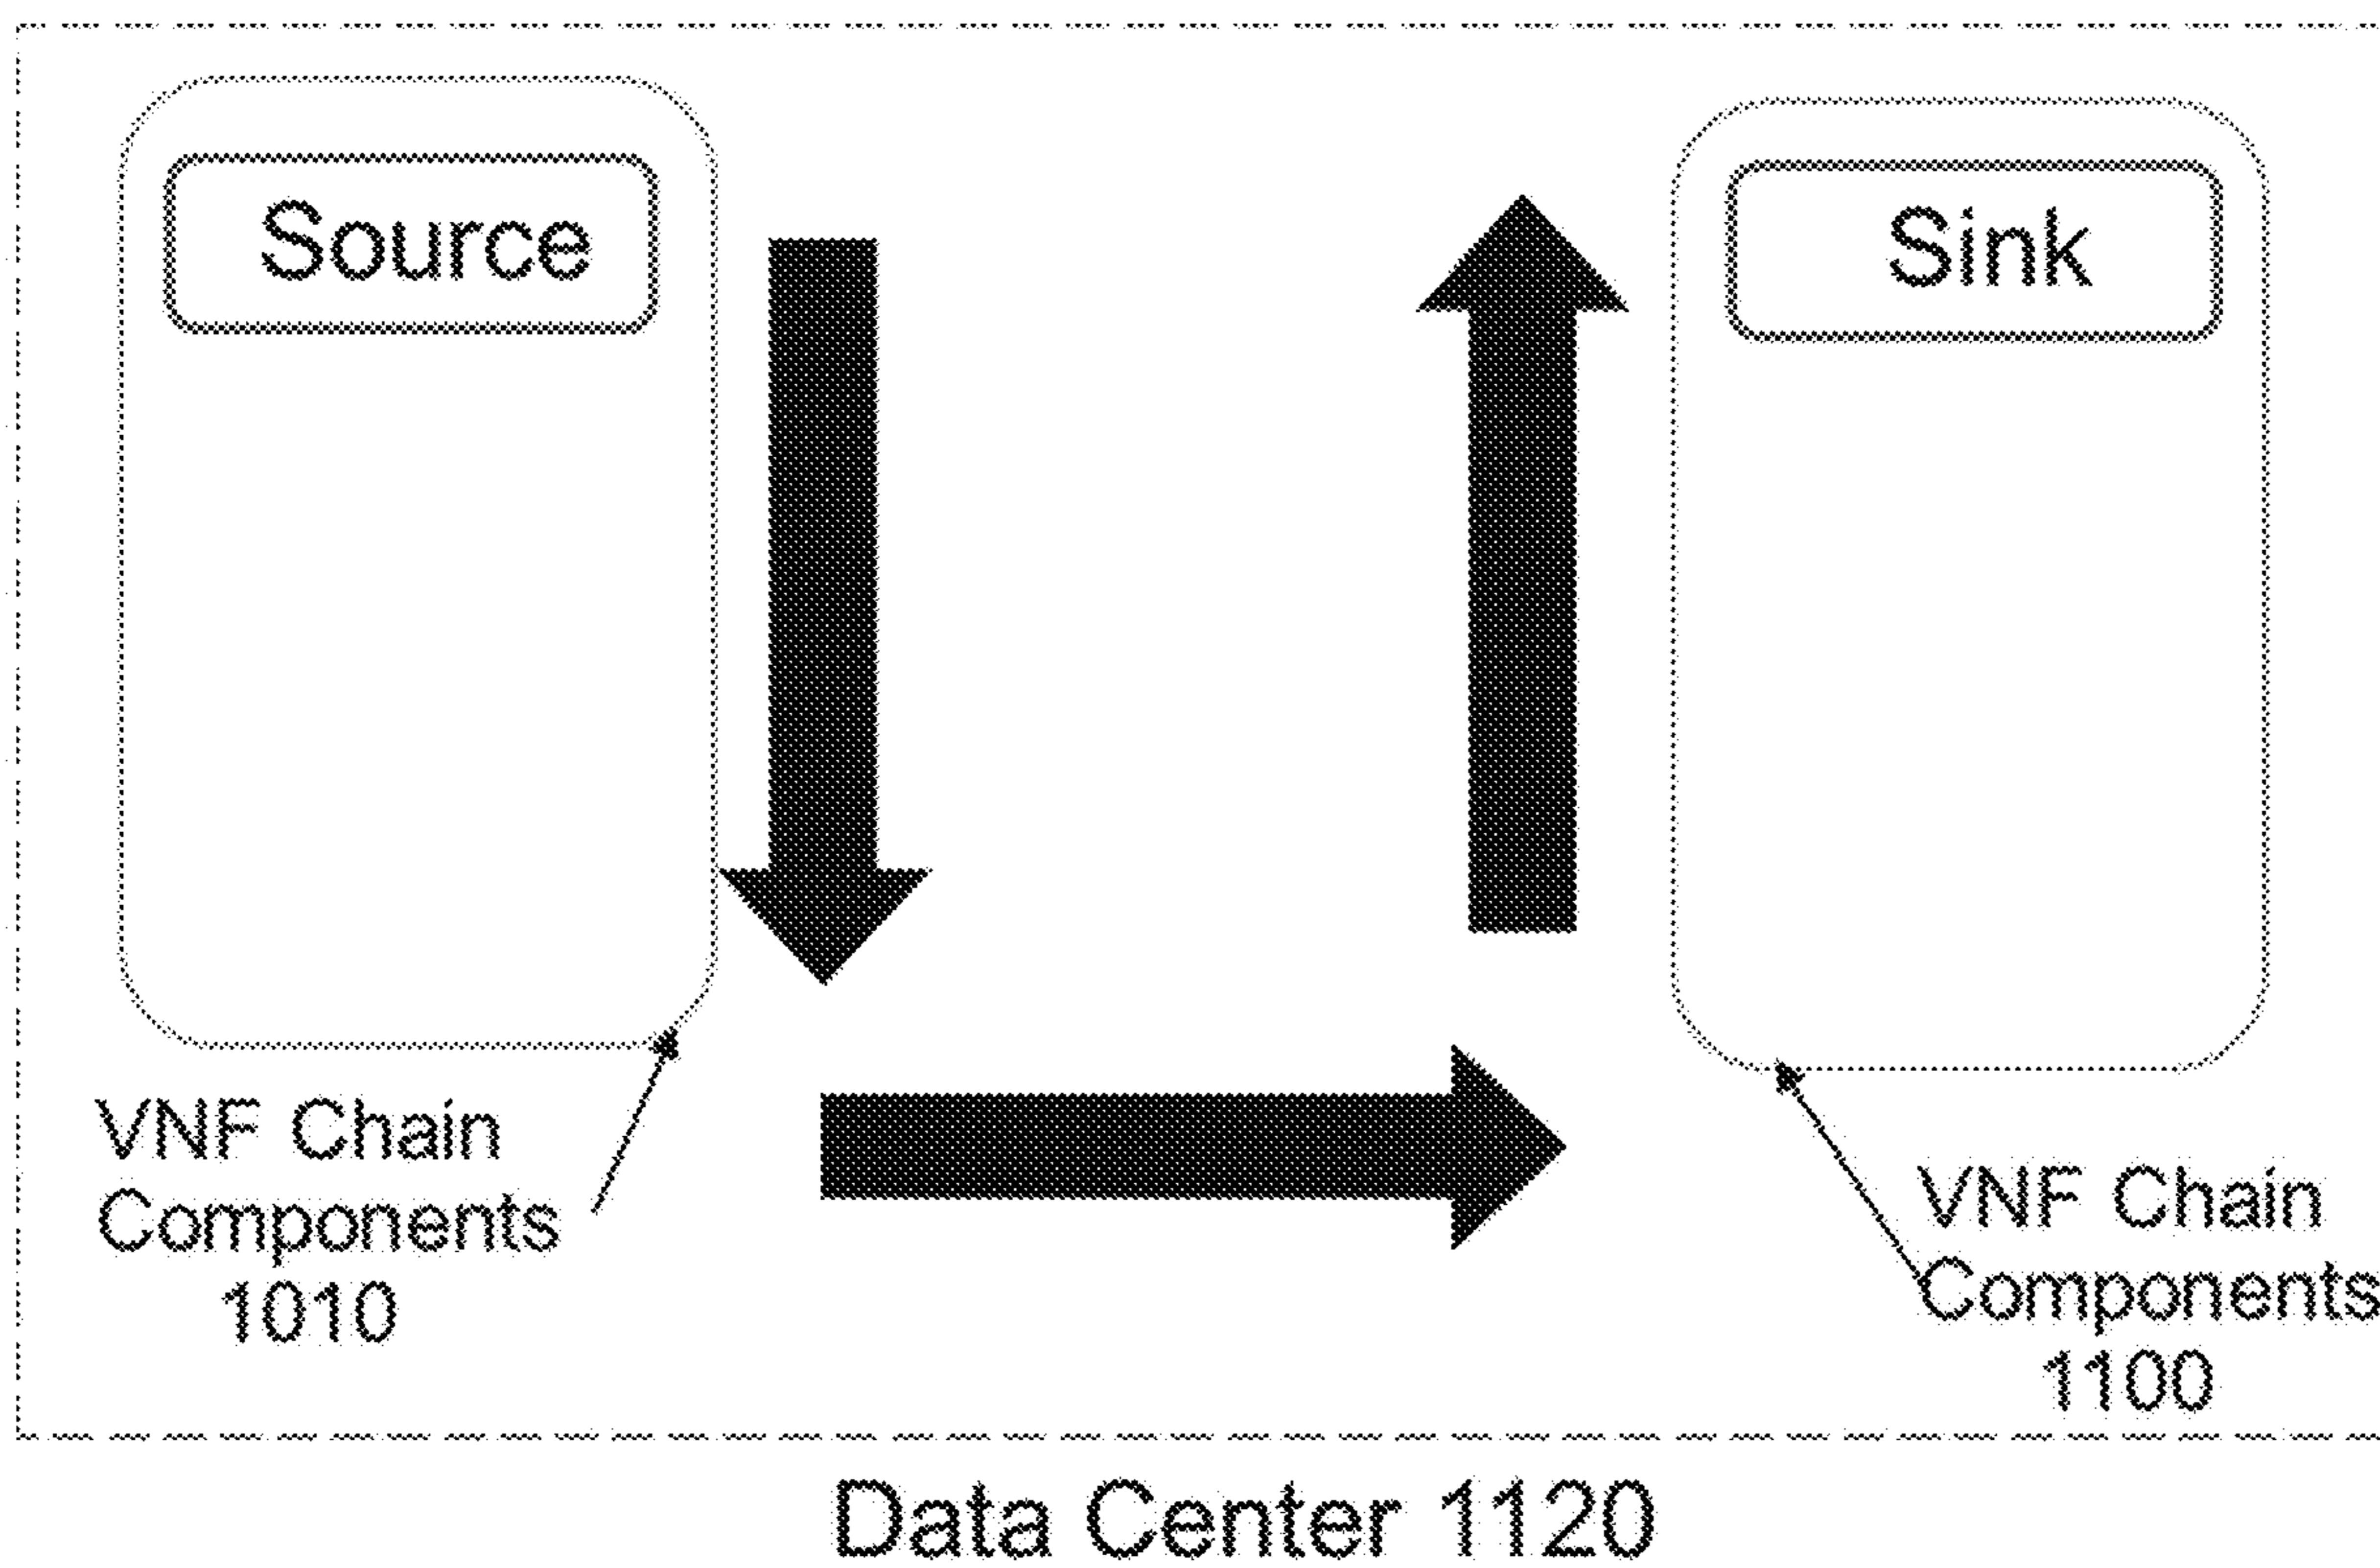 Source
Sink
VNF Chain
Components
1010
VNF Chain
Components
1100
Data Center 1120